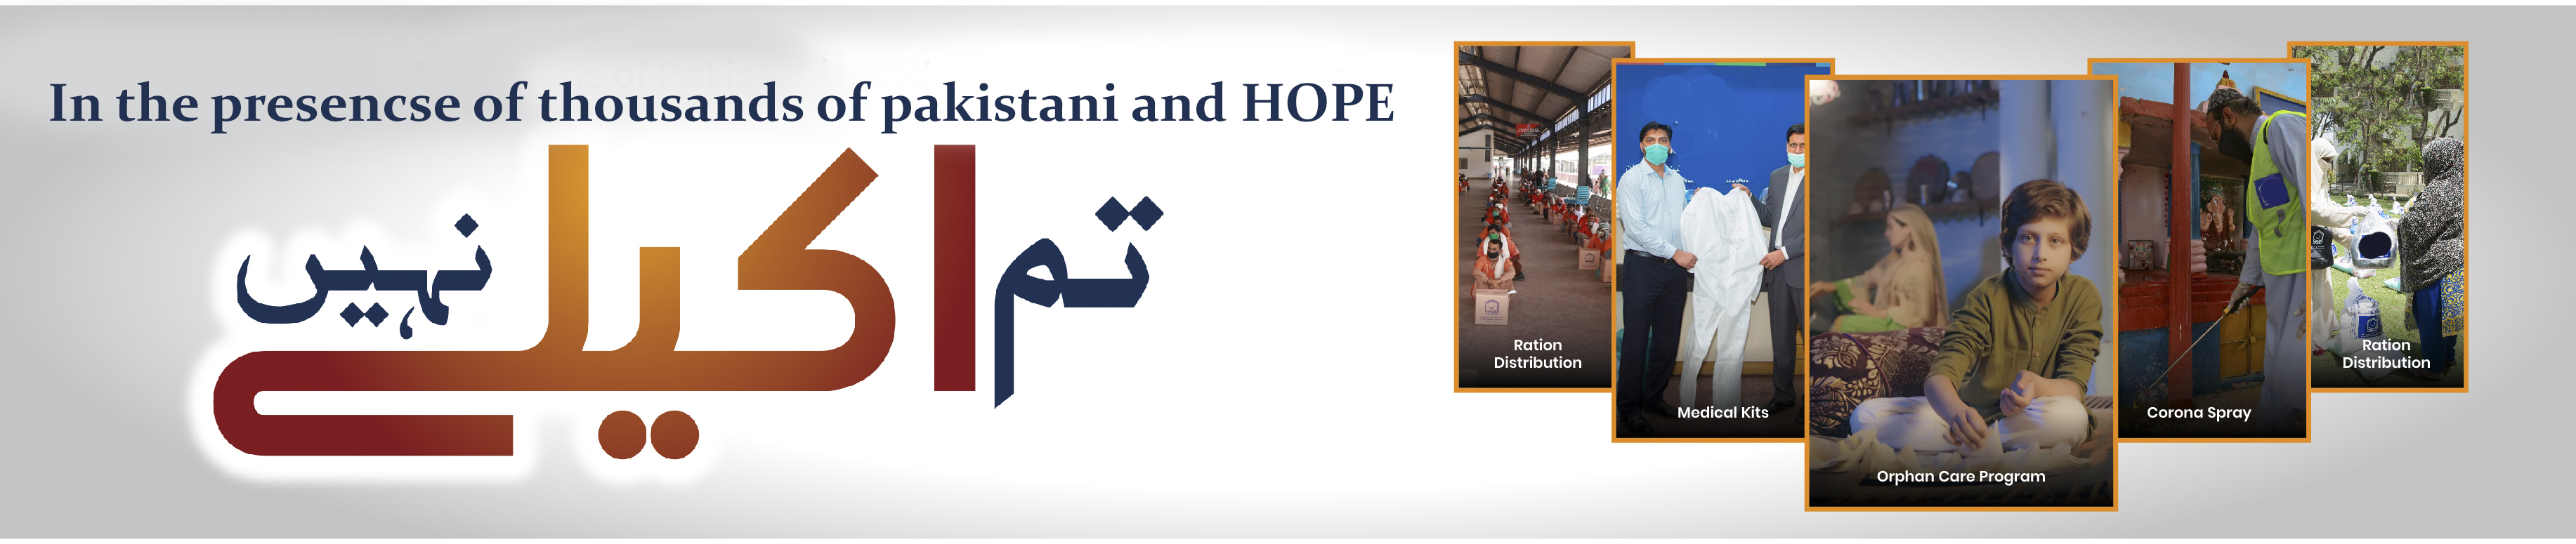 In the presencse of thousands of pakistani and HOPE
تم اکیلے نہیں
Ration
Distribution
Medical Kits
Orphan Care Program
Corona Spray
Ration
Distribution